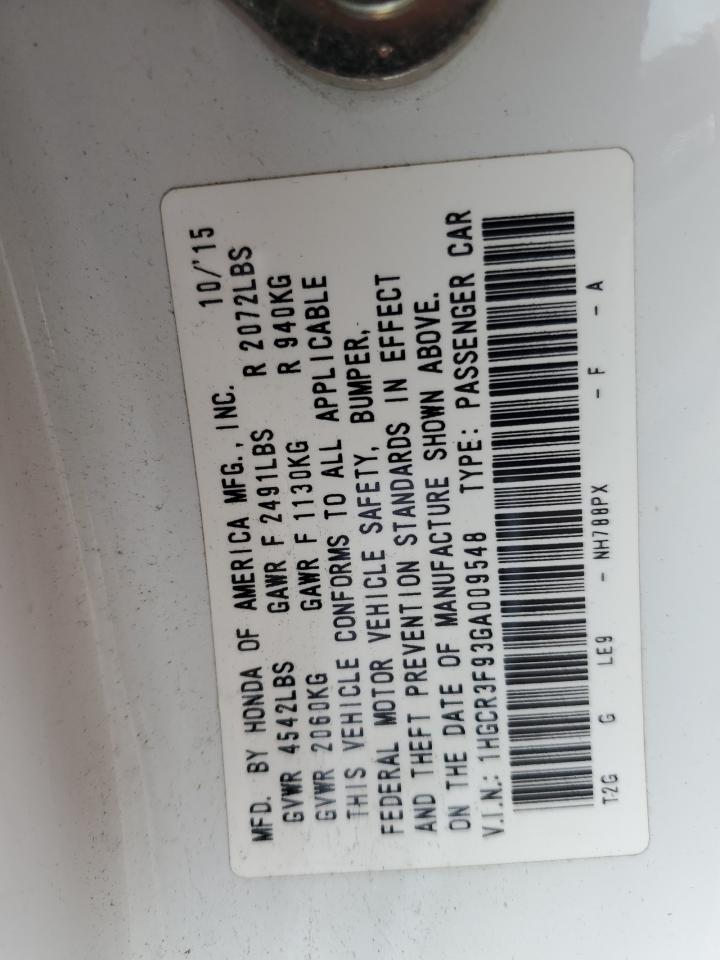 MFD. BY HONDA OF AMERICA MFG., INC. 10/'15
GVWR 4542LBS GAWR F 2491LBS R 2072LBS
GVWR 2060KG GAWR F 1130KG R 940KG
THIS VEHICLE CONFORMS TO ALL APPLICABLE
FEDERAL MOTOR VEHICLE SAFETY, BUMPER,
AND THEFT PREVENTION STANDARDS IN EFFECT
ON THE DATE OF MANUFACTURE SHOWN ABOVE.
V.I.N.: 1HGCR3F93GA009548 TYPE: PASSENGER CAR
T2G G LE9 - NH788PX - F - A